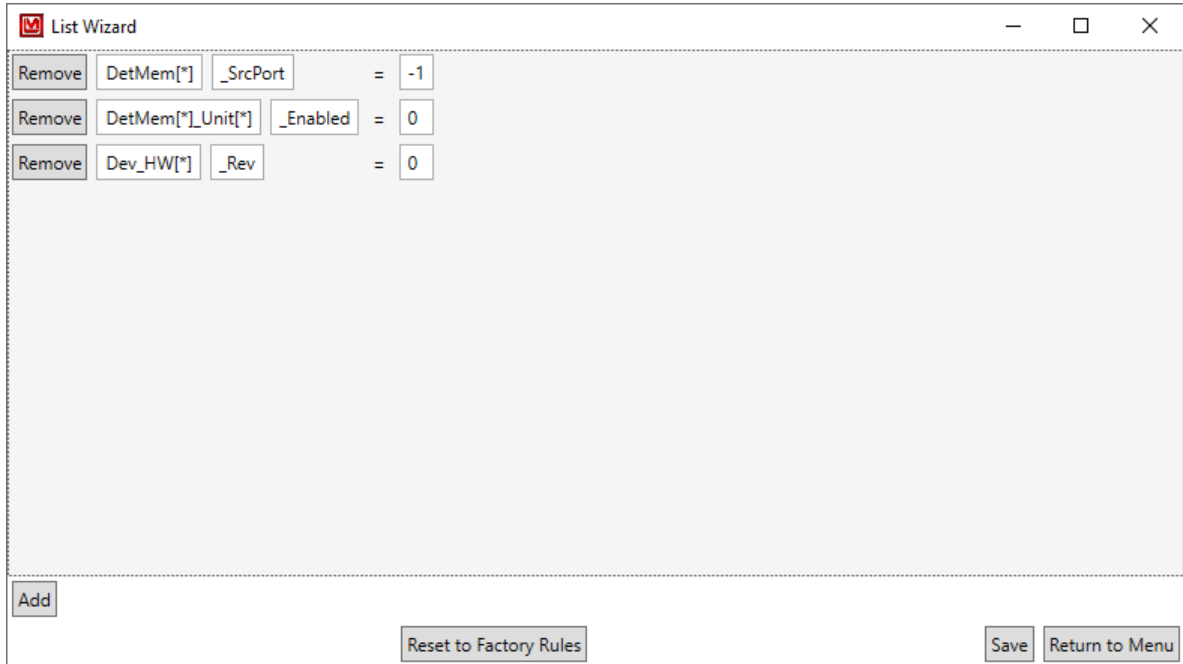 List Wizard
Remove DetMem[*] _SrcPort = -1
Remove DetMem[*]_Unit[*] _Enabled = 0
Remove Dev_HW[*] _Rev = 0
Add
Reset to Factory Rules Save Return to Menu